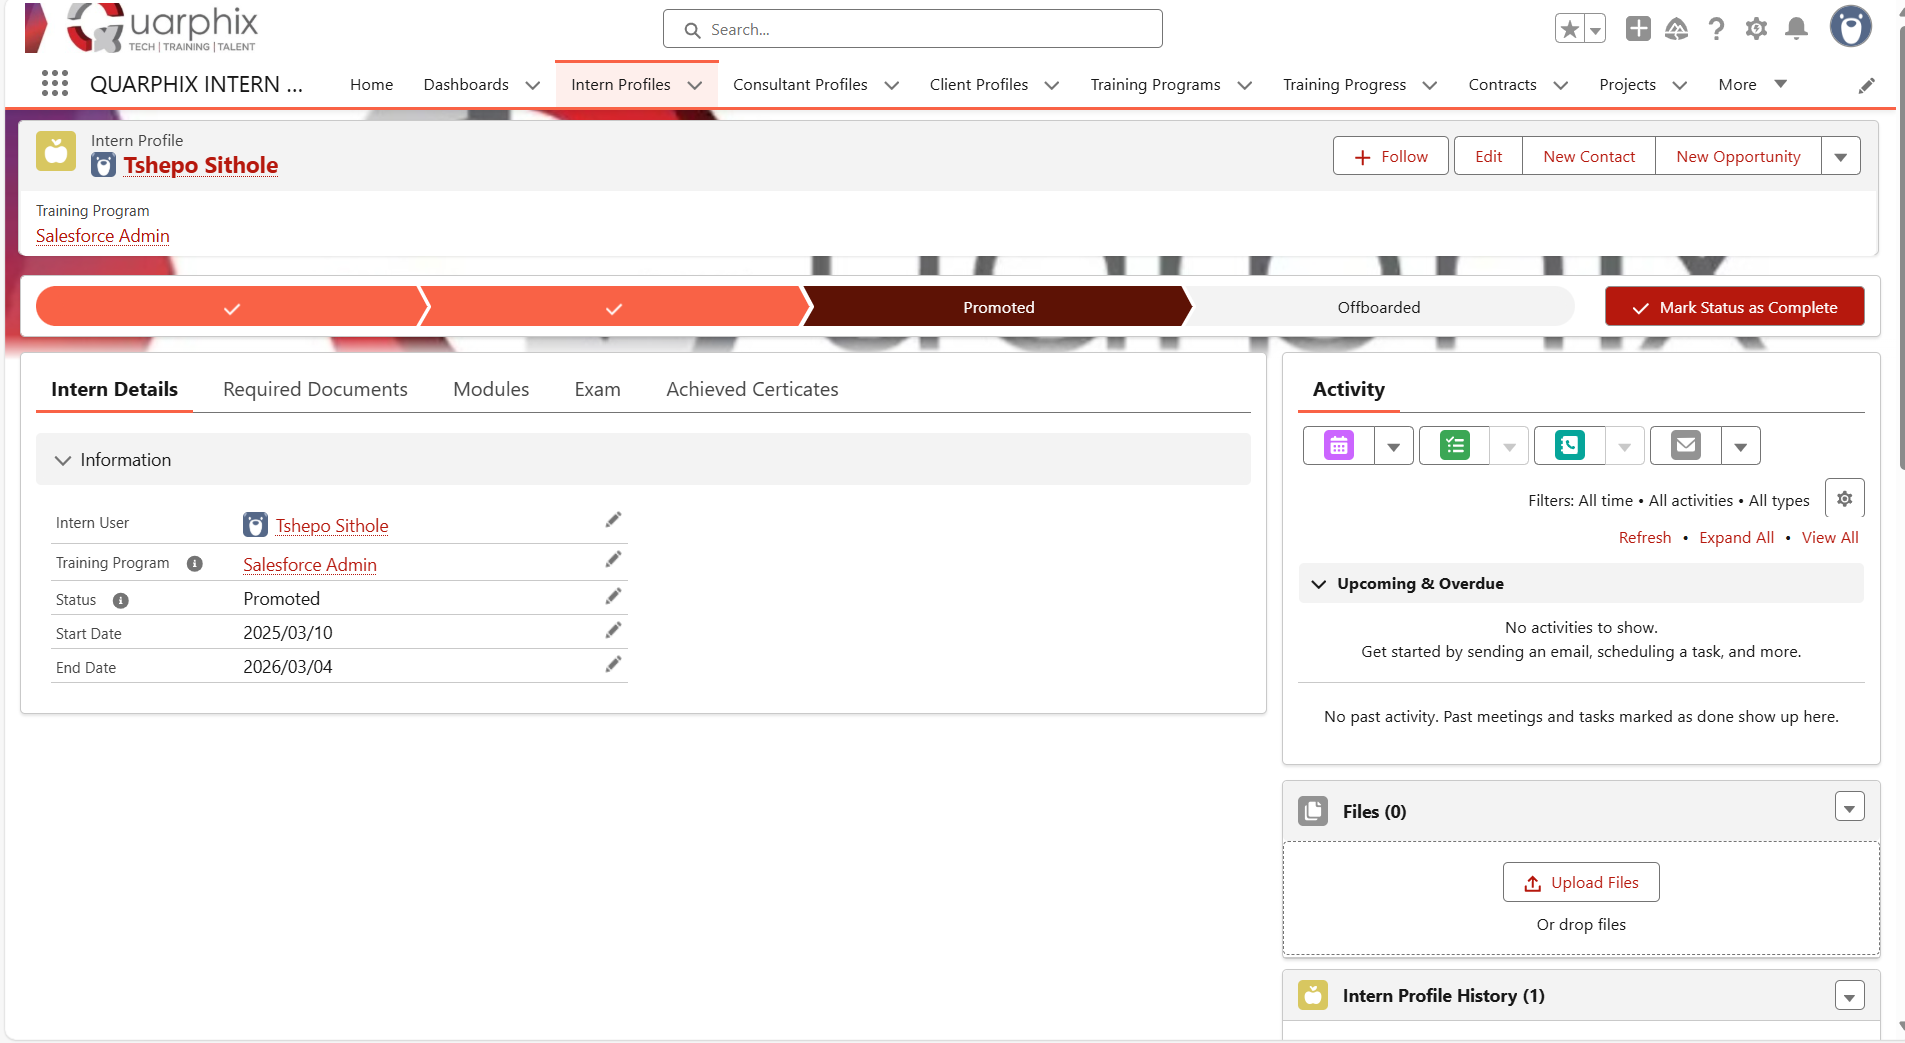 uarphix
TECH | TRAINING | TALENT
Search...
QUARPHIX INTERN ...
Home
Dashboards
Intern Profiles
Consultant Profiles
Client Profiles
Training Programs
Training Progress
Contracts
Projects
More
Intern Profile
Tshepo Sithole
Follow
Edit
New Contact
New Opportunity
Training Program
Salesforce Admin
Promoted
Offboarded
Mark Status as Complete
Intern Details
Required Documents
Modules
Exam
Achieved Certicates
Information
Intern User
Tshepo Sithole
Training Program
Salesforce Admin
Status
Promoted
Start Date
2025/03/10
End Date
2026/03/04
Activity
Filters: All time • All activities • All types
Refresh • Expand All • View All
Upcoming & Overdue
No activities to show.
Get started by sending an email, scheduling a task, and more.
No past activity. Past meetings and tasks marked as done show up here.
Files (0)
Upload Files
Or drop files
Intern Profile History (1)